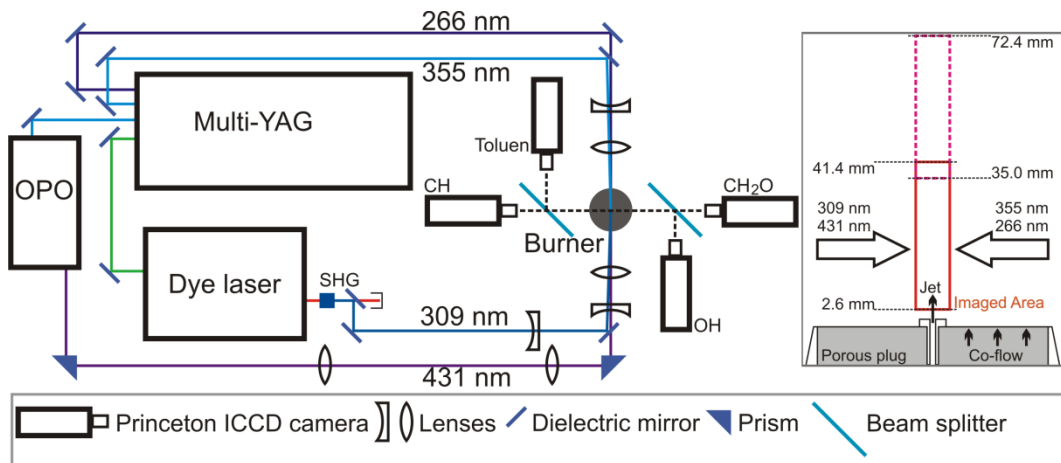 266 nm
355 nm
Multi-YAG
OPO
Toluen
CH
CH₂O
Burner
Dye laser
SHG
OH
309 nm
431 nm
72.4 mm
41.4 mm
35.0 mm
309 nm
431 nm
355 nm
266 nm
Jet
2.6 mm
Imaged Area
Porous plug
Co-flow
Princeton ICCD camera
Lenses
Dielectric mirror
Prism
Beam splitter